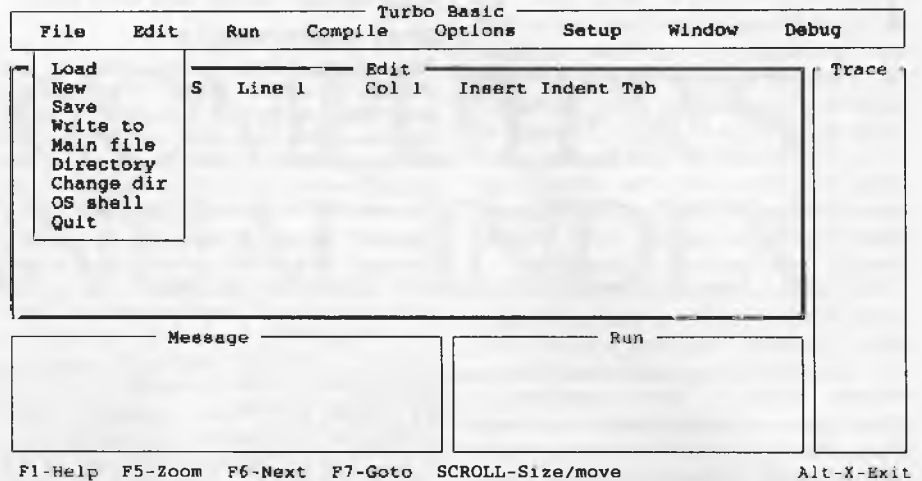 Turbo Basic
File Edit Run Compile Options Setup Window Debug
Load
New
Save
Write to
Main file
Directory
Change dir
OS shell
Quit
Edit
S Line 1 Col 1 Insert Indent Tab
Trace
Message
Run
F1-Help F5-Zoom F6-Next F7-Goto SCROLL-Size/move Alt-X-Exit